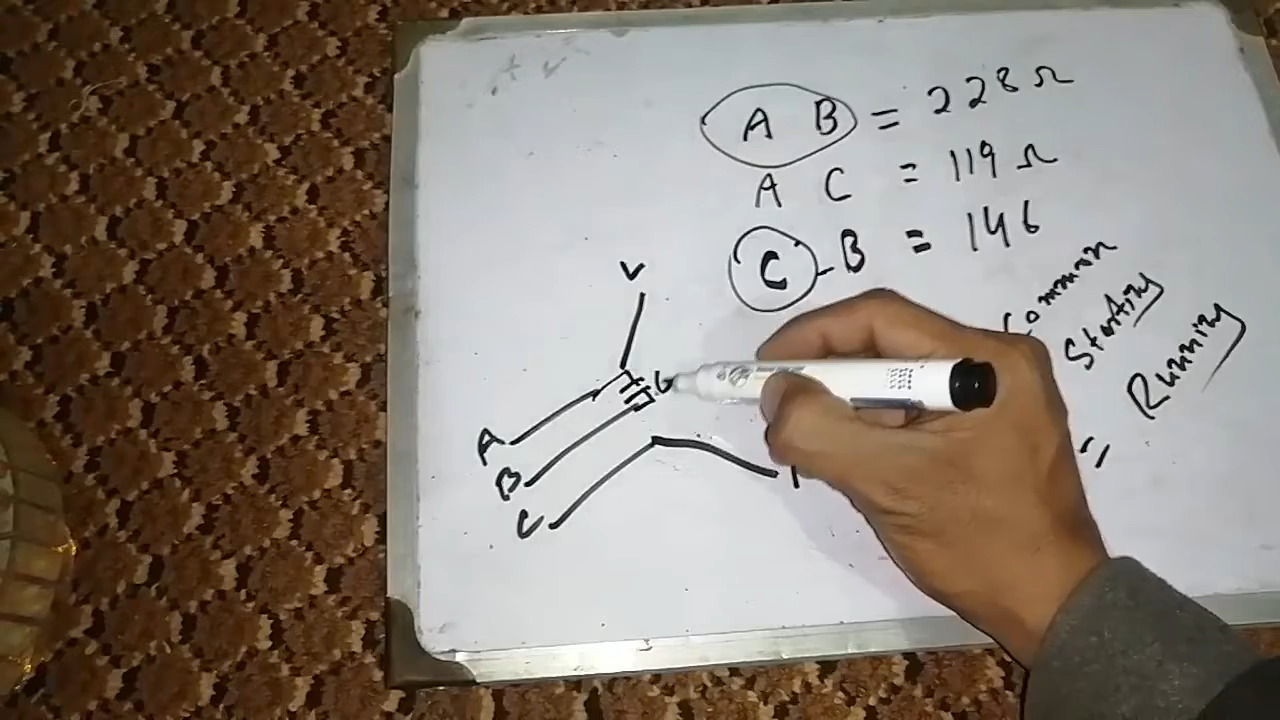 A B = 228 Ω
A C = 119 Ω
C - B = 146
Common
Starting
= Running
A
B
C